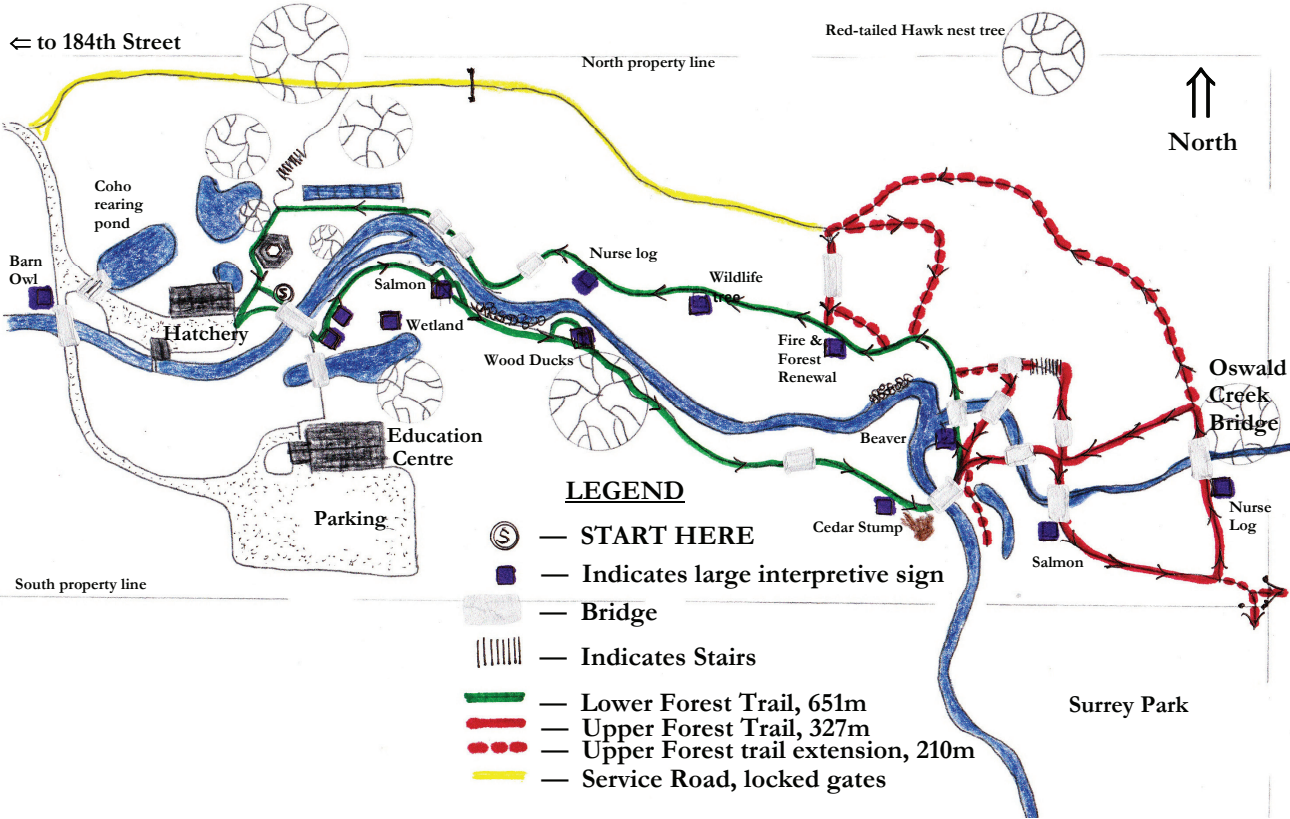 ⇐ to 184th Street
Red-tailed Hawk nest tree
North property line
North
Coho
rearing
pond
Barn
Owl
Nurse log
Salmon
Wildlife
tree
S
Hatchery
Wetland
Wood Ducks
Fire &
Forest
Renewal
Oswald
Creek
Bridge
Beaver
Education
Centre
Parking
Cedar Stump
Salmon
Nurse
Log
South property line
LEGEND
S — START HERE
— Indicates large interpretive sign
— Bridge
— Indicates Stairs
— Lower Forest Trail, 651m
— Upper Forest Trail, 327m
— Upper Forest trail extension, 210m
— Service Road, locked gates
Surrey Park